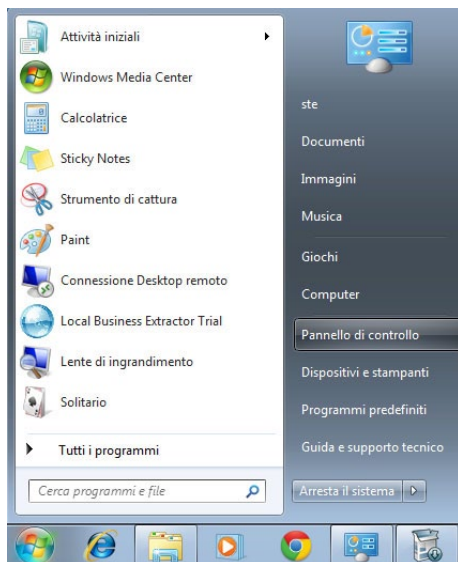 Attività iniziali
Windows Media Center
Calcolatrice
Sticky Notes
Strumento di cattura
Paint
Connessione Desktop remoto
Local Business Extractor Trial
Lente di ingrandimento
Solitario
Tutti i programmi
Cerca programmi e file
ste
Documenti
Immagini
Musica
Giochi
Computer
Pannello di controllo
Dispositivi e stampanti
Programmi predefiniti
Guida e supporto tecnico
Arresta il sistema